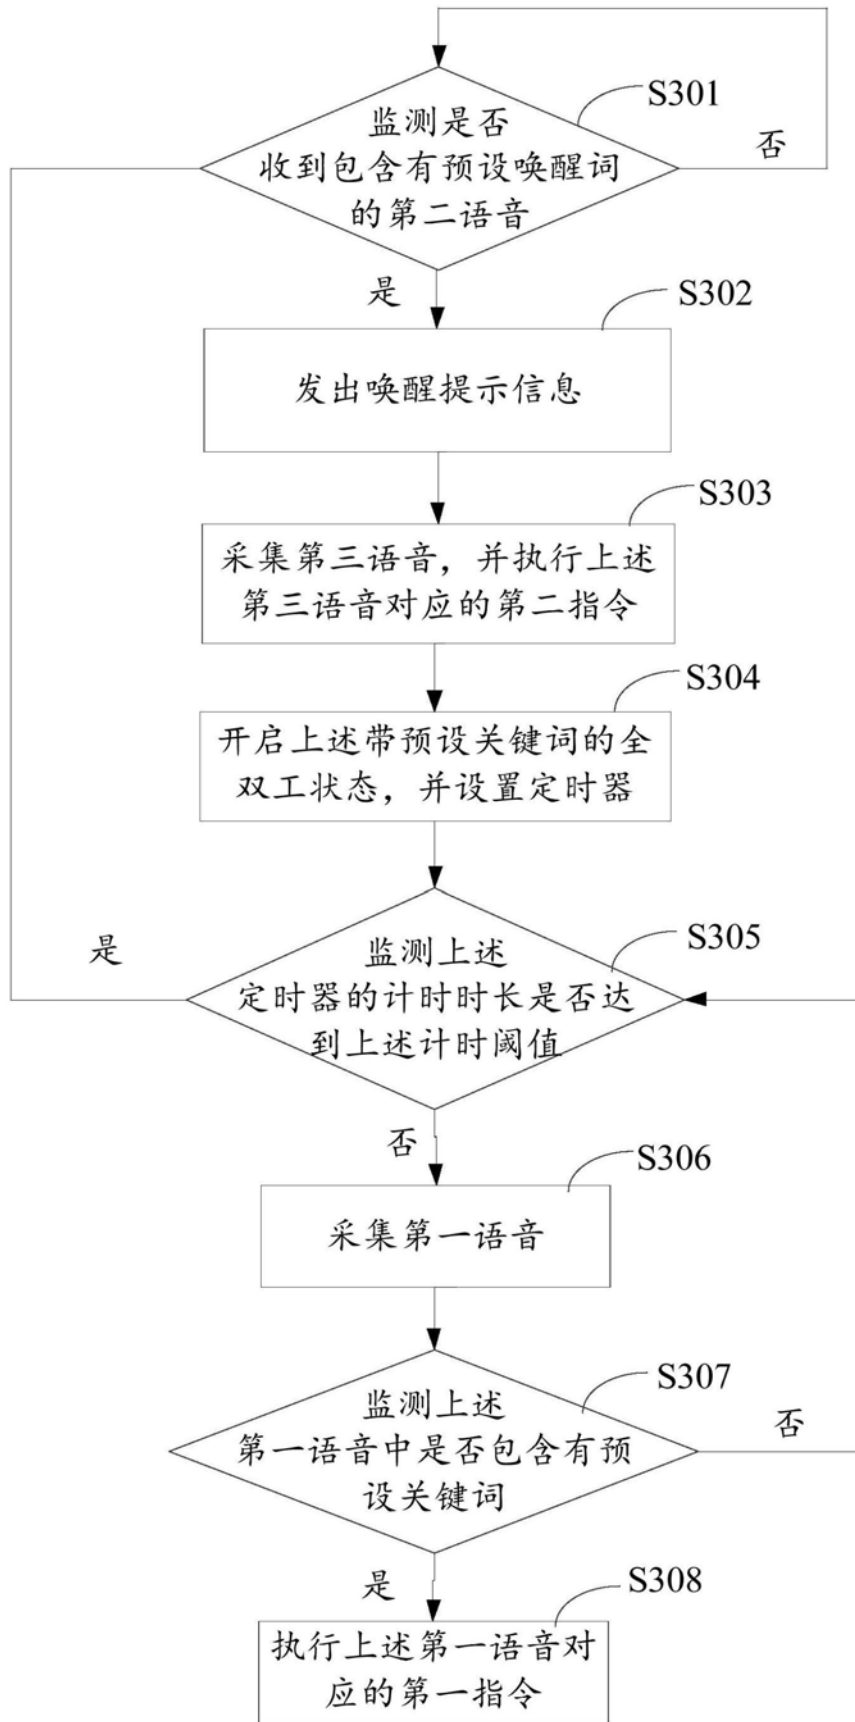 S301
监测是否
收到包含有预设唤醒词
的第二语音
否
是
S302
发出唤醒提示信息
S303
采集第三语音，并执行上述
第三语音对应的第二指令
S304
开启上述带预设关键词的全
双工状态，并设置定时器
S305
是
监测上述
定时器的计时时长是否达
到上述计时阈值
否
S306
采集第一语音
S307
监测上述
第一语音中是否包含有预
设关键词
否
是
S308
执行上述第一语音对
应的第一指令